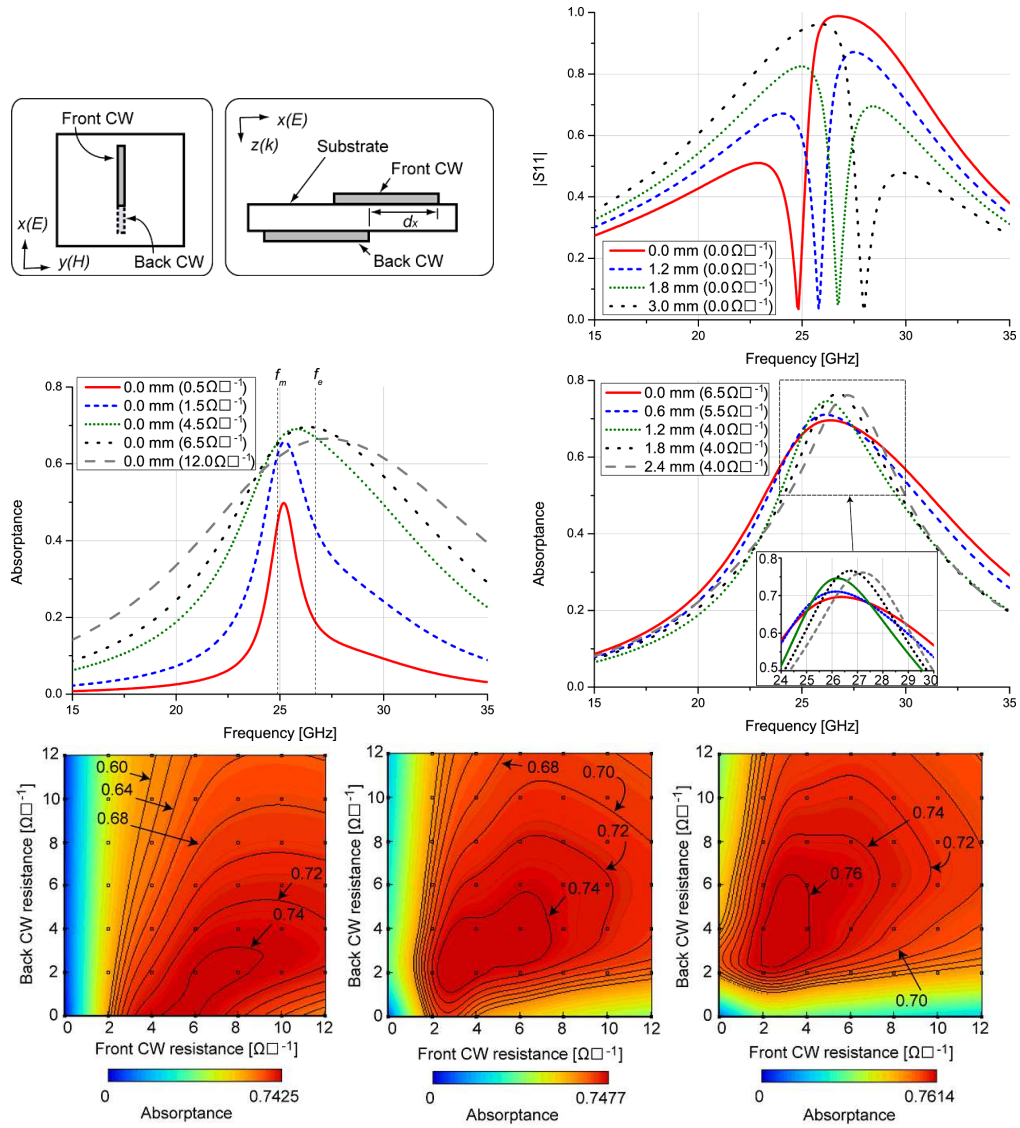 Front CW
x(E)
y(H)
Back CW
x(E)
z(k)
Substrate
Front CW
dx
Back CW
1.0
0.8
0.6
0.4
0.2
0.0
|S11|
0.0 mm (0.0Ω□⁻¹)
1.2 mm (0.0Ω□⁻¹)
1.8 mm (0.0Ω□⁻¹)
3.0 mm (0.0Ω□⁻¹)
15 20 25 30 35
Frequency [GHz]
fm fe
0.8
0.6
0.4
0.2
0.0
Absorptance
0.0 mm (0.5Ω□⁻¹)
0.0 mm (1.5Ω□⁻¹)
0.0 mm (4.5Ω□⁻¹)
0.0 mm (6.5Ω□⁻¹)
0.0 mm (12.0Ω□⁻¹)
15 20 25 30 35
Frequency [GHz]
0.8
0.6
0.4
0.2
0.0
Absorptance
0.0 mm (6.5Ω□⁻¹)
0.6 mm (5.5Ω□⁻¹)
1.2 mm (4.0Ω□⁻¹)
1.8 mm (4.0Ω□⁻¹)
2.4 mm (4.0Ω□⁻¹)
0.8
0.7
0.6
0.5
24 25 26 27 28 29 30
15 20 25 30 35
Frequency [GHz]
12
10
8
6
4
2
0
Back CW resistance [Ω□⁻¹]
0.60
0.64
0.68
0.72
0.74
0 2 4 6 8 10 12
Front CW resistance [Ω□⁻¹]
0 0.7425
Absorptance
12
10
8
6
4
2
0
Back CW resistance [Ω□⁻¹]
0.68
0.70
0.72
0.74
0 2 4 6 8 10 12
Front CW resistance [Ω□⁻¹]
0 0.7477
Absorptance
12
10
8
6
4
2
0
Back CW resistance [Ω□⁻¹]
0.74
0.72
0.76
0.70
0 2 4 6 8 10 12
Front CW resistance [Ω□⁻¹]
0 0.7614
Absorptance